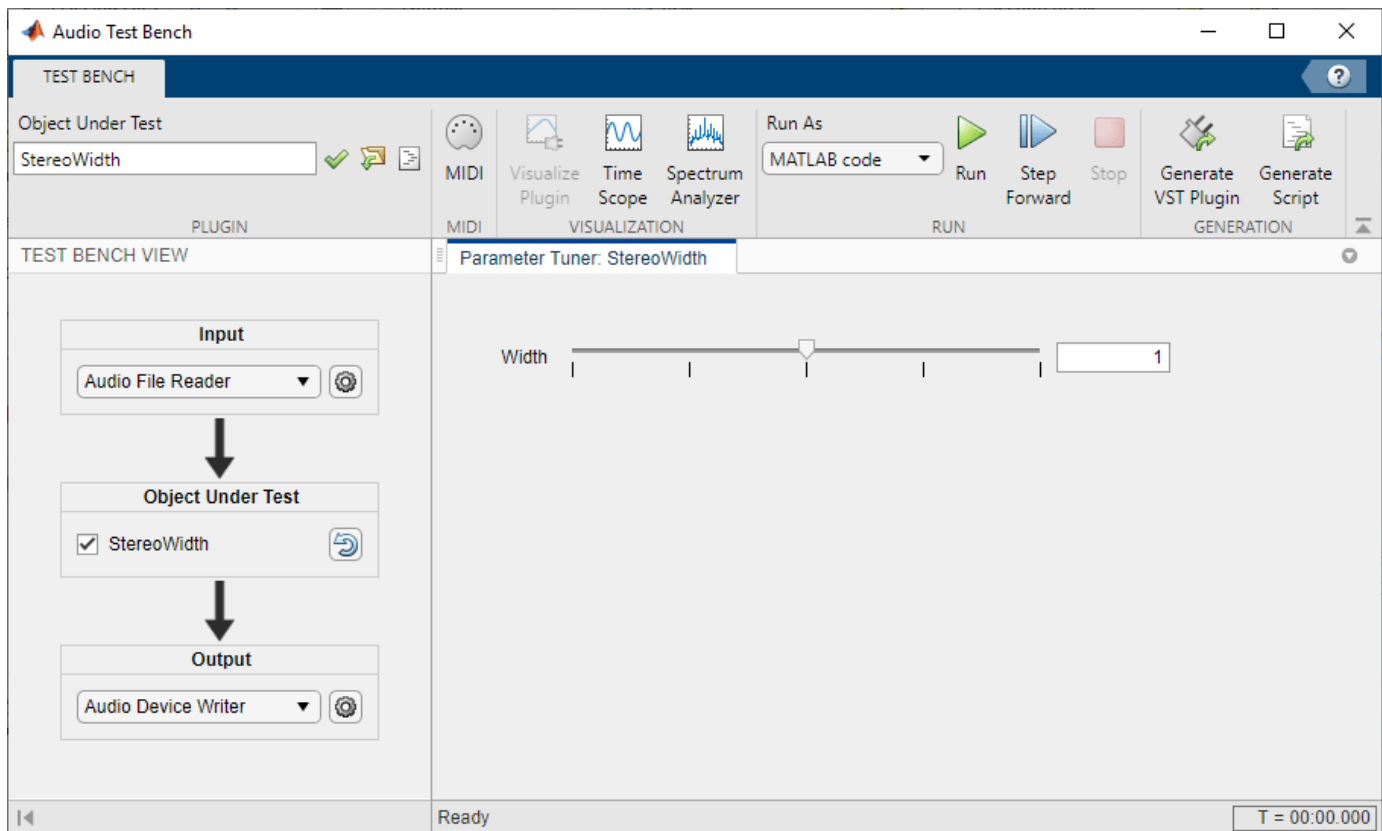 Audio Test Bench
TEST BENCH
?
Object Under Test
StereoWidth
PLUGIN
MIDI
MIDI
Visualize
Plugin
Time
Scope
Spectrum
Analyzer
VISUALIZATION
Run As
MATLAB code
Run
Step
Forward
Stop
RUN
Generate
VST Plugin
Generate
Script
GENERATION
TEST BENCH VIEW
Parameter Tuner: StereoWidth
Input
Audio File Reader
Object Under Test
StereoWidth
Output
Audio Device Writer
Width
1
Ready
T = 00:00.000